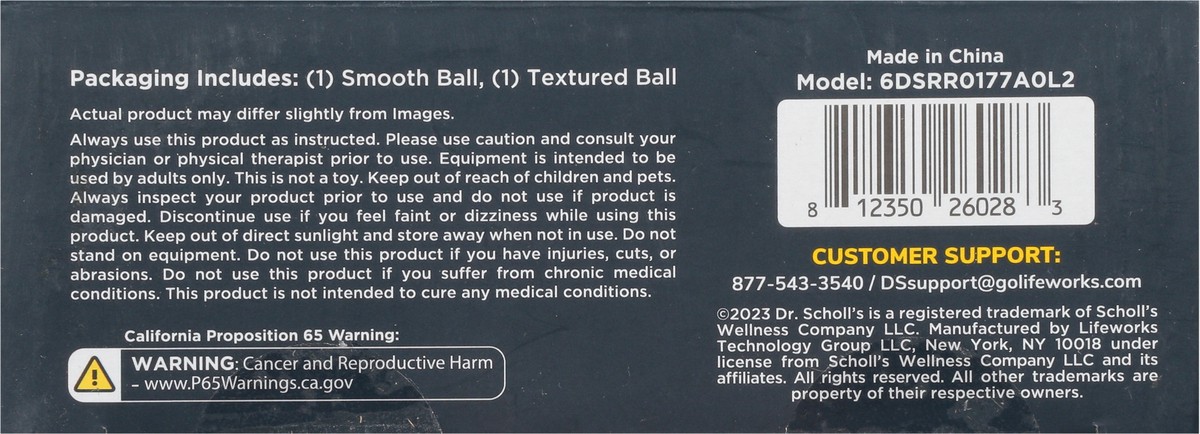 Packaging Includes: (1) Smooth Ball, (1) Textured Ball
Actual product may differ slightly from Images.
Always use this product as instructed. Please use caution and consult your
physician or physical therapist prior to use. Equipment is intended to be
used by adults only. This is not a toy. Keep out of reach of children and pets.
Always inspect your product prior to use and do not use if product is
damaged. Discontinue use if you feel faint or dizziness while using this
product. Keep out of direct sunlight and store away when not in use. Do not
stand on equipment. Do not use this product if you have injuries, cuts, or
abrasions. Do not use this product if you suffer from chronic medical
conditions. This product is not intended to cure any medical conditions.
California Proposition 65 Warning:
WARNING: Cancer and Reproductive Harm
– www.P65Warnings.ca.gov
Made in China
Model: 6DSRR0177A0L2
8 12350 26028 3
CUSTOMER SUPPORT:
877-543-3540 / DSsupport@golifeworks.com
©2023 Dr. Scholl's is a registered trademark of Scholl's
Wellness Company LLC. Manufactured by Lifeworks
Technology Group LLC, New York, NY 10018 under
license from Scholl's Wellness Company LLC and its
affiliates. All rights reserved. All other trademarks are
property of their respective owners.